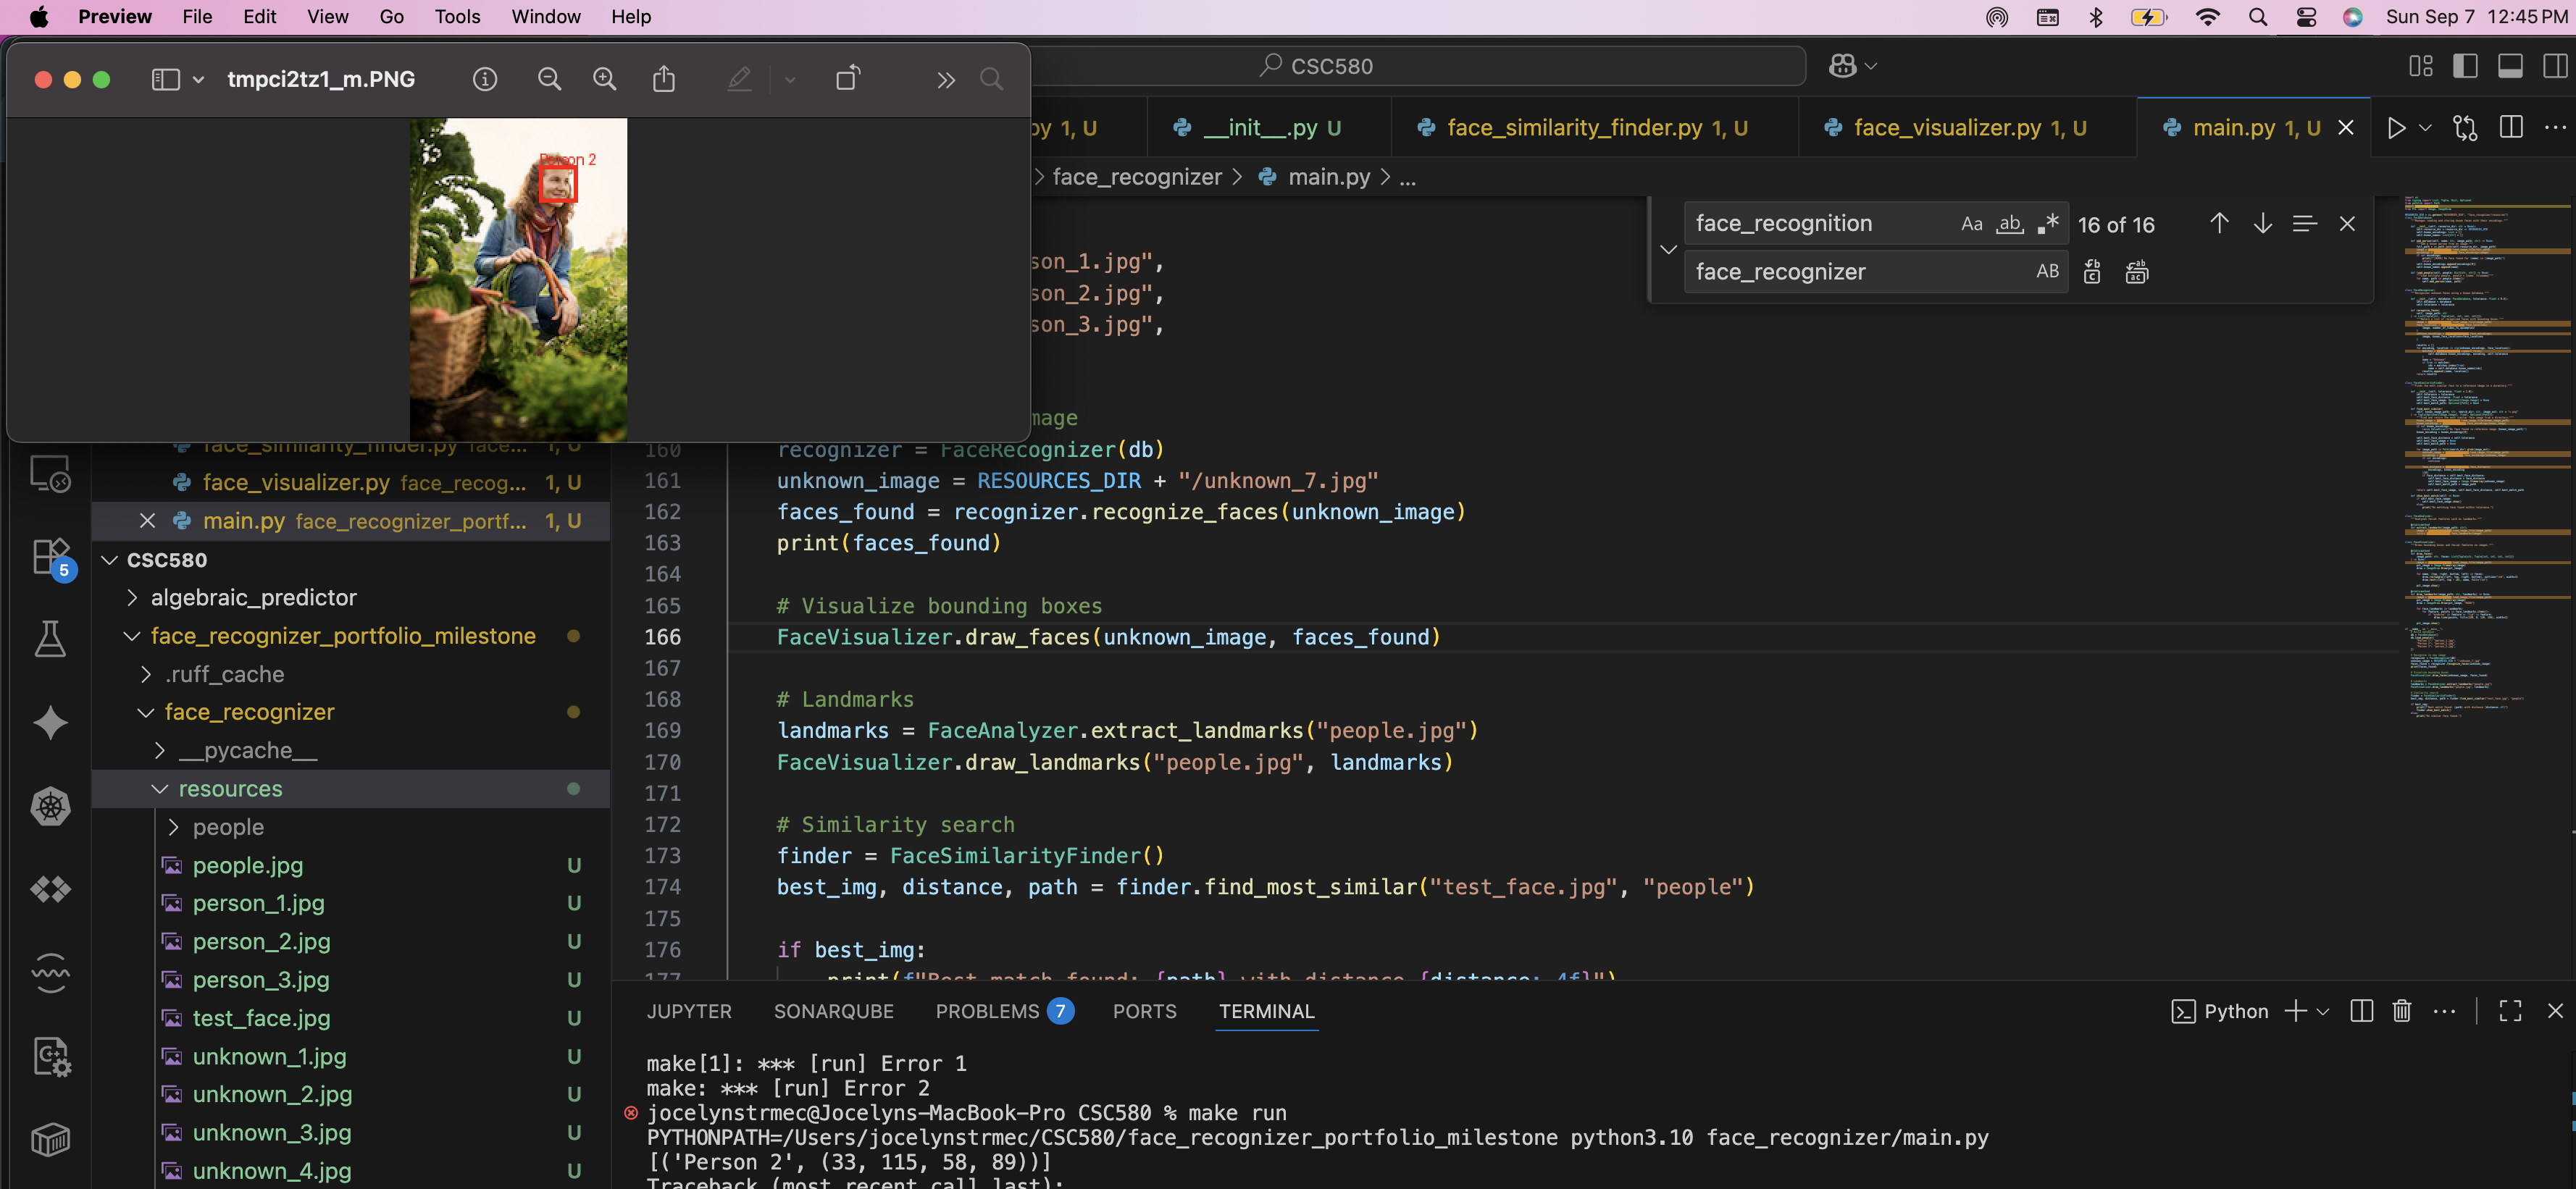 Preview File Edit View Go Tools Window Help
Sun Sep 7 12:45 PM
tmpci2tz1_m.PNG
CSC580
Person 2
py 1, U
__init__.py U
face_similarity_finder.py 1, U
face_visualizer.py 1, U
main.py 1, U
face_recognizer > main.py > ...
face_recognition
Aa ab
16 of 16
face_recognizer
AB
son_1.jpg",
son_2.jpg",
son_3.jpg",
mage
160 recognizer = FaceRecognizer(db)
161 unknown_image = RESOURCES_DIR + "/unknown_7.jpg"
162 faces_found = recognizer.recognize_faces(unknown_image)
163 print(faces_found)
164
165 # Visualize bounding boxes
166 FaceVisualizer.draw_faces(unknown_image, faces_found)
167
168 # Landmarks
169 landmarks = FaceAnalyzer.extract_landmarks("people.jpg")
170 FaceVisualizer.draw_landmarks("people.jpg", landmarks)
171
172 # Similarity search
173 finder = FaceSimilarityFinder()
174 best_img, distance, path = finder.find_most_similar("test_face.jpg", "people")
175
176 if best_img:
177 print(f"Best match found: {path} with distance {distance:.4f}")
face_similarity_finder.py face... 1, U
face_visualizer.py face_recog... 1, U
main.py face_recognizer_portf... 1, U
CSC580
algebraic_predictor
face_recognizer_portfolio_milestone
.ruff_cache
face_recognizer
__pycache__
resources
people
people.jpg U
person_1.jpg U
person_2.jpg U
person_3.jpg U
test_face.jpg U
unknown_1.jpg U
unknown_2.jpg U
unknown_3.jpg U
unknown_4.jpg U
5
JUPYTER SONARQUBE PROBLEMS 7 PORTS TERMINAL
Python
make[1]: *** [run] Error 1
make: *** [run] Error 2
jocelynstrmec@Jocelyns-MacBook-Pro CSC580 % make run
PYTHONPATH=/Users/jocelynstrmec/CSC580/face_recognizer_portfolio_milestone python3.10 face_recognizer/main.py
[('Person 2', (33, 115, 58, 89))]
Traceback (most recent call last):